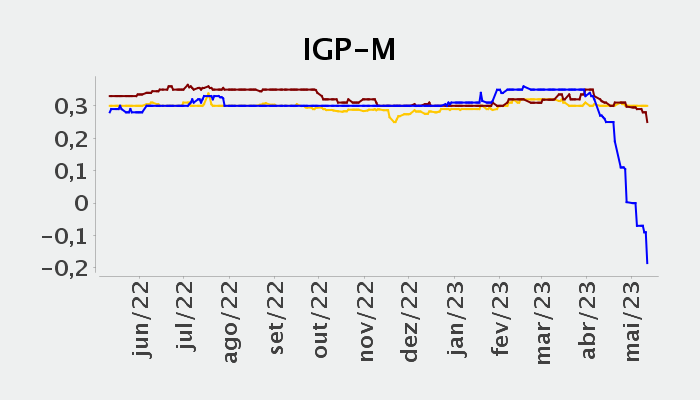 IGP-M
0,3
0,2
0,1
0
-0,1
-0,2
jun/22
jul/22
ago/22
set/22
out/22
nov/22
dez/22
jan/23
fev/23
mar/23
abr/23
mai/23